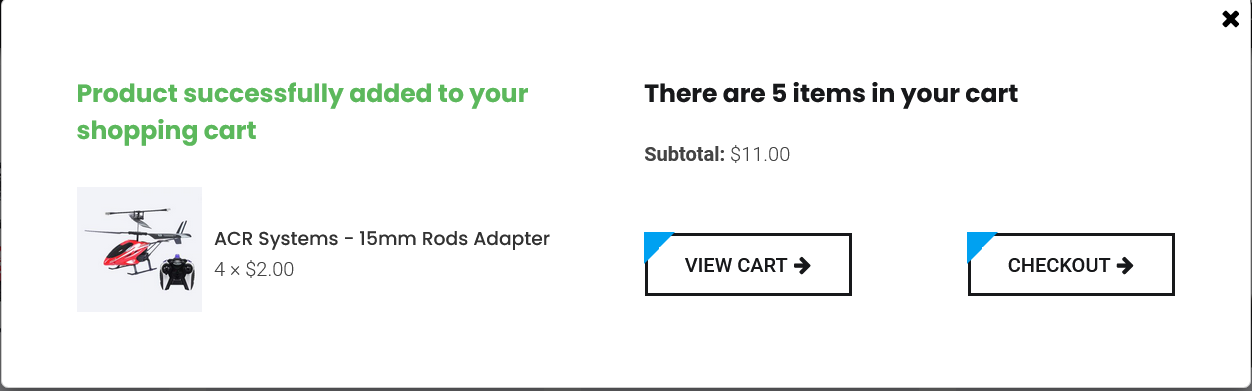 Product successfully added to your
shopping cart
ACR Systems - 15mm Rods Adapter
4 × $2.00
There are 5 items in your cart
Subtotal: $11.00
VIEW CART
CHECKOUT